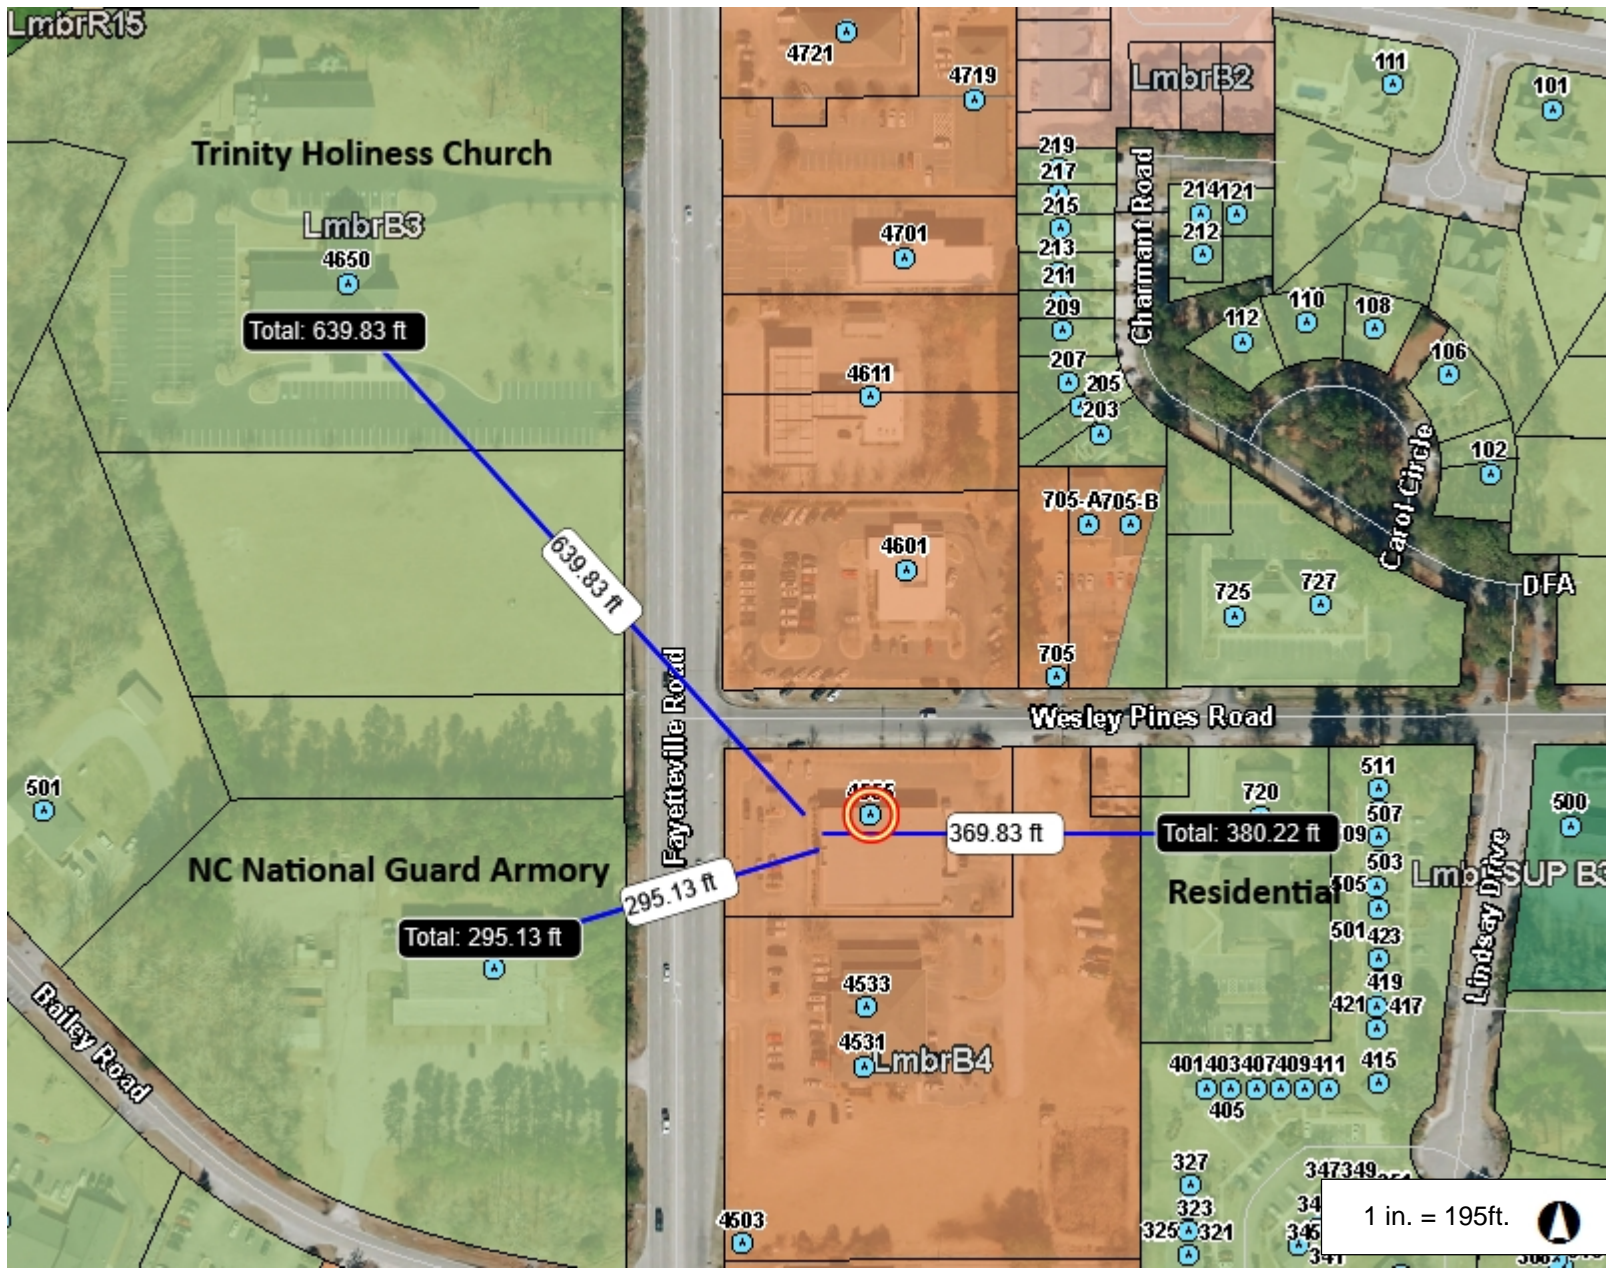 LmbrR15
4721
4719
LmbrB2
111
101
Trinity Holiness Church
219
217
214
121
215
LmbrB3
4701
212
213
4650
211
Charmant Road
209
110
108
112
Total: 639.83 ft
106
207
4611
205
203
102
Carol Circle
705-A
705-B
639.83 ft
4601
725
727
DFA
705
Fayetteville Road
Wesley Pines Road
501
511
720
500
507
369.83 ft
Total: 380.22 ft
09
NC National Guard Armory
503
295.13 ft
Residential
505
Lindsay Drive
SUP B3
Total: 295.13 ft
501
423
4533
419
421
417
Bailey Road
4531
LmbrB4
415
401
403
407
409
411
405
327
347
349
323
325
321
4503
1 in. = 195ft.